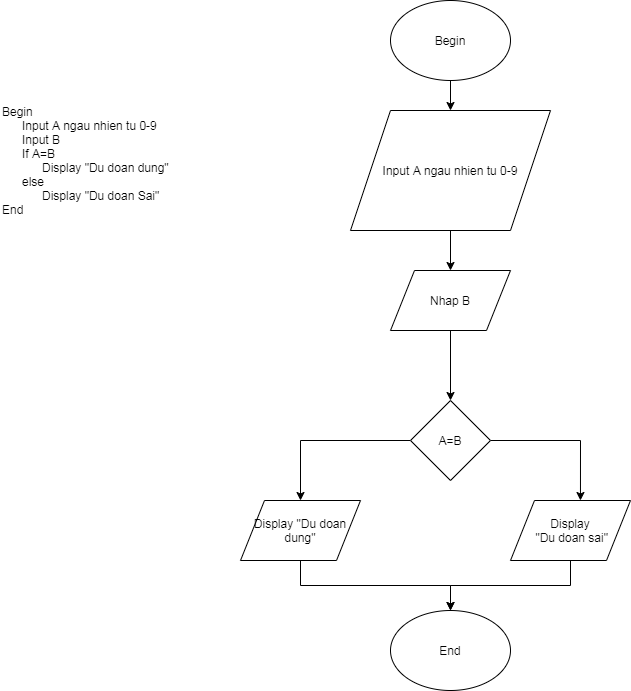 Begin
Input A ngau nhien tu 0-9
Input B
If A=B
Display "Du doan dung"
else
Display "Du doan Sai"
End
Begin
Input A ngau nhien tu 0-9
Nhap B
A=B
Display "Du doan
dung"
Display
"Du doan sai"
End